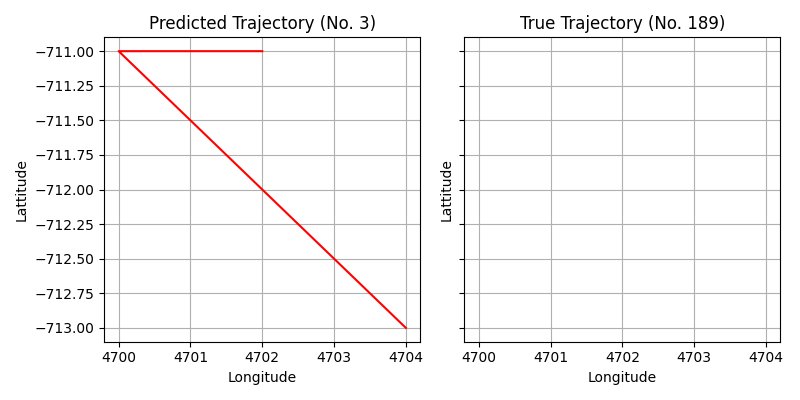 Predicted Trajectory (No. 3)
True Trajectory (No. 189)
−711.00
−711.25
−711.50
−711.75
−712.00
−712.25
−712.50
−712.75
−713.00
Lattitude
Lattitude
4700 4701 4702 4703 4704
4700 4701 4702 4703 4704
Longitude
Longitude